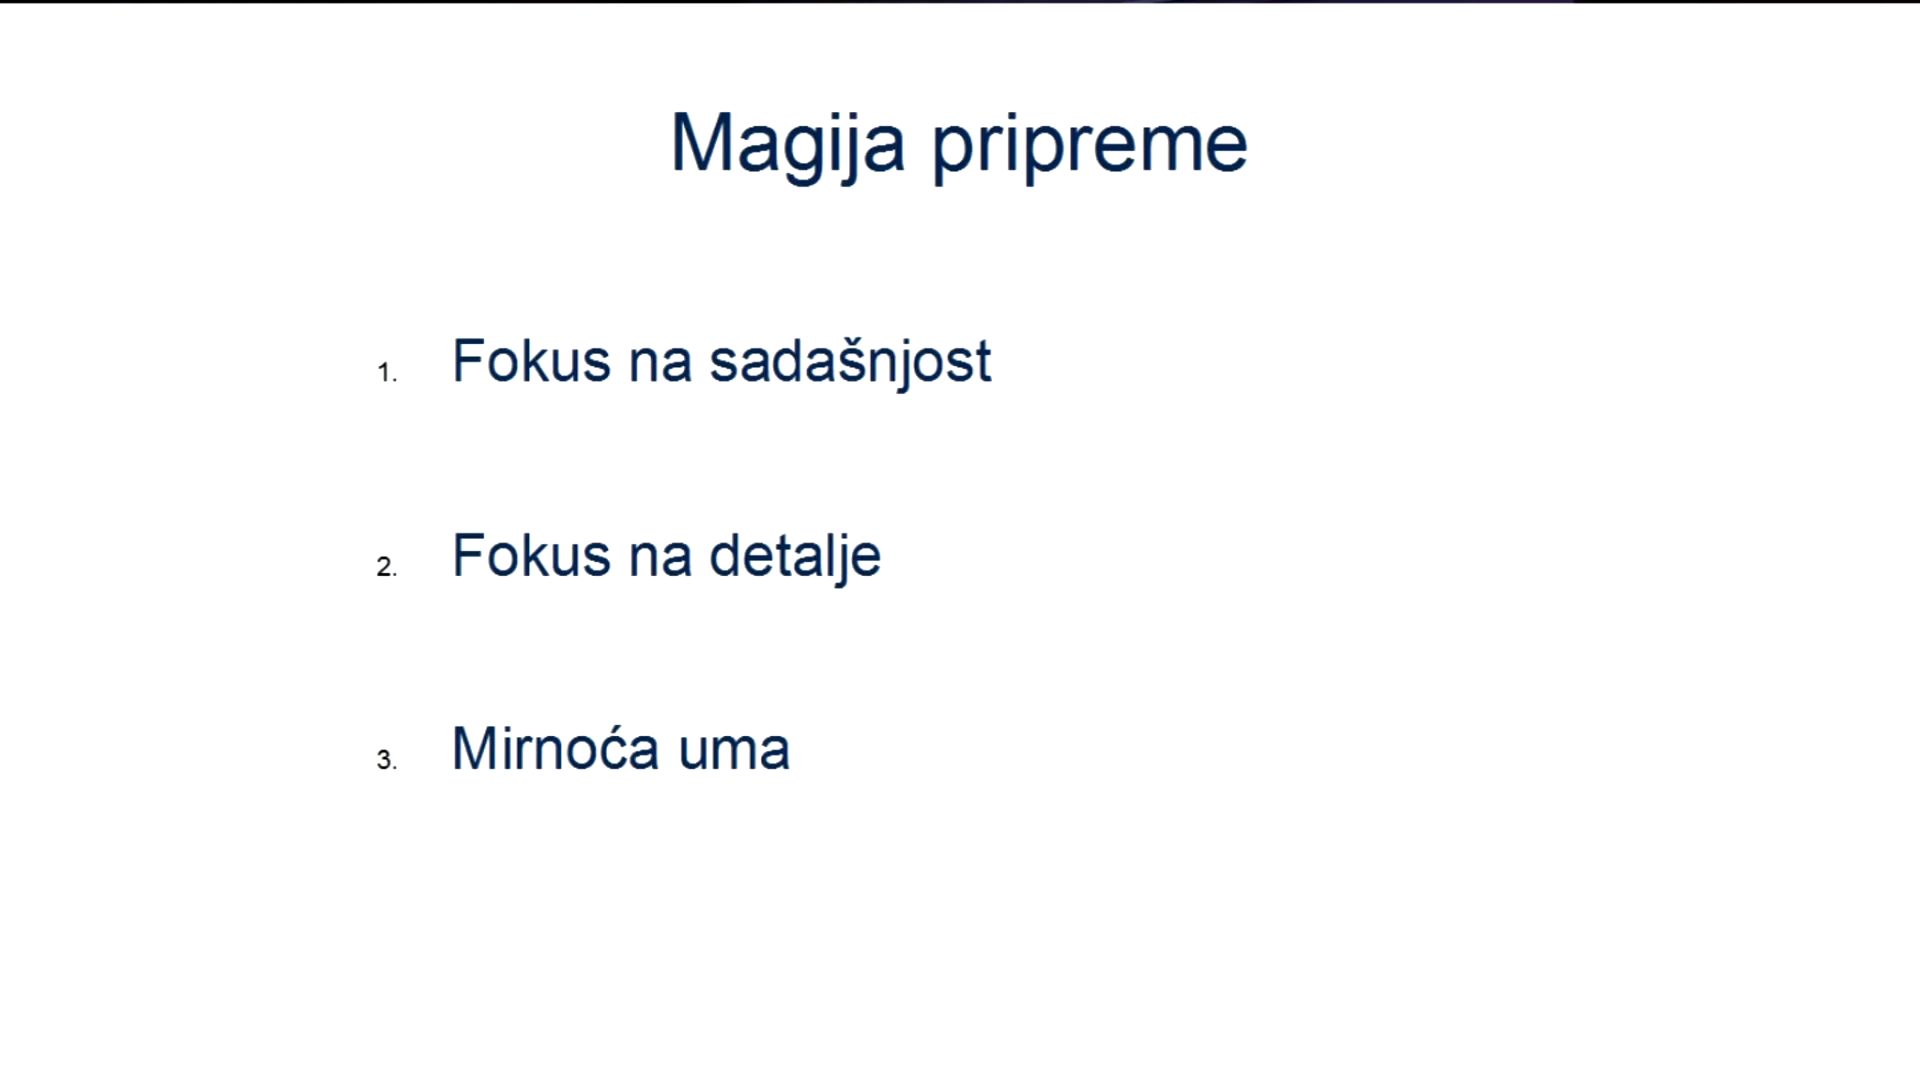 Magija pripreme
1. Fokus na sadašnjost
2. Fokus na detalje
3. Mirnoća uma